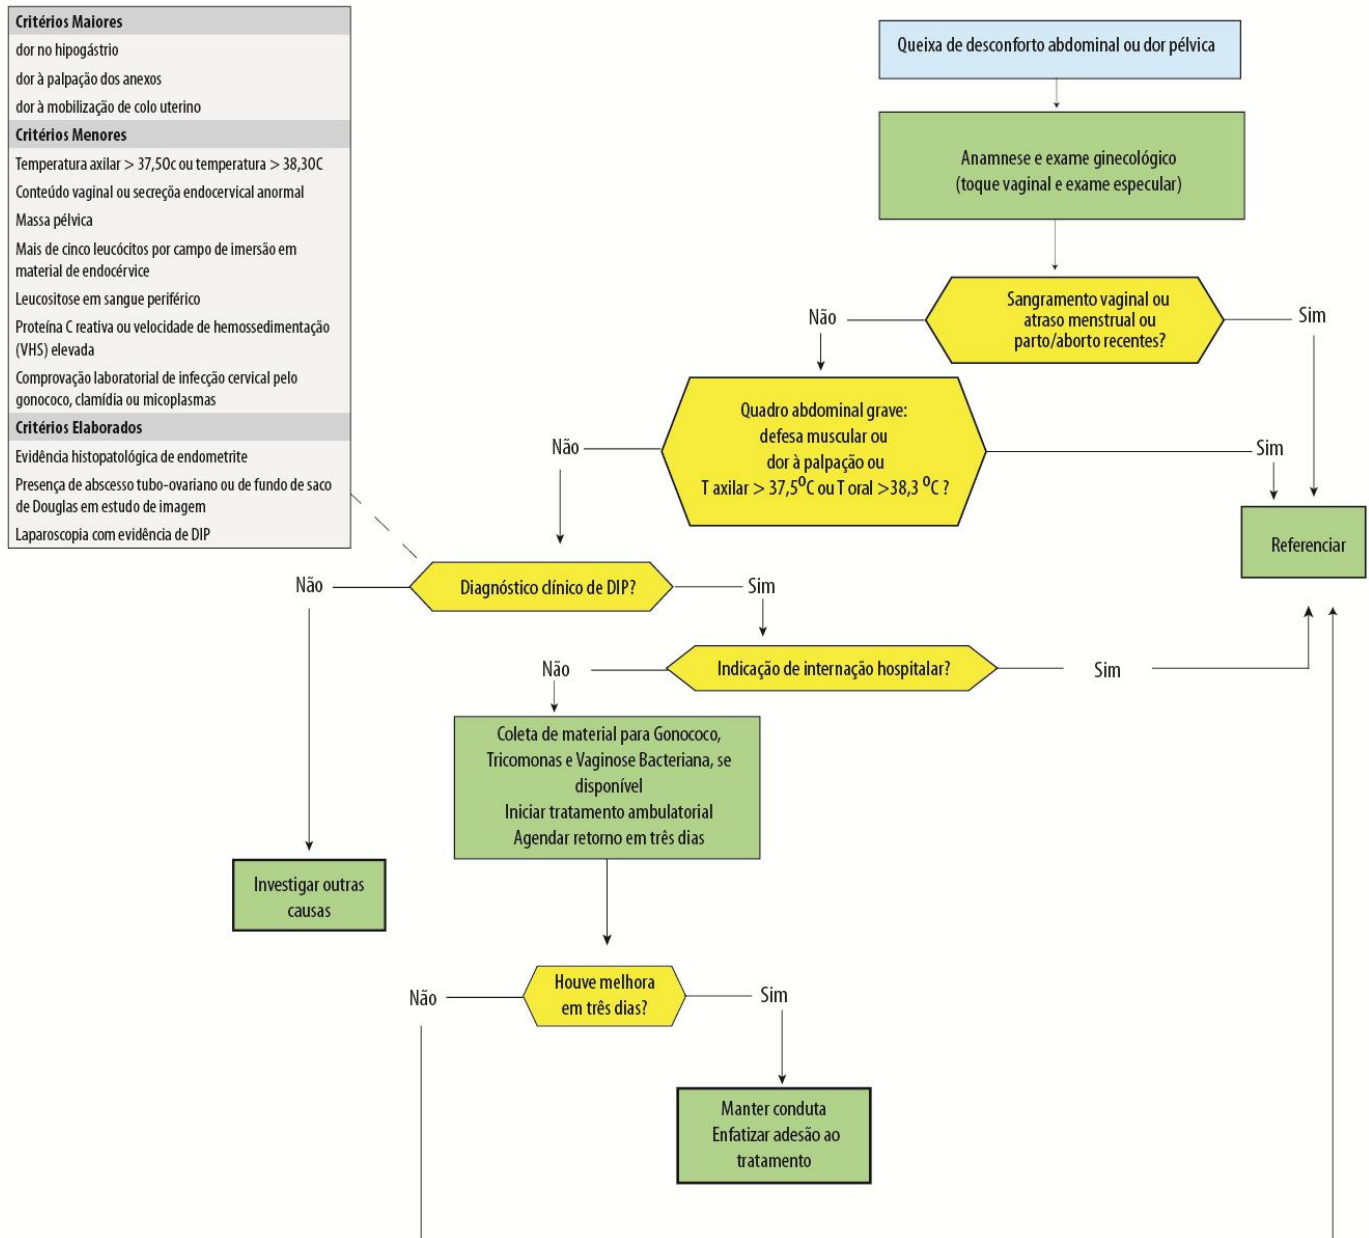 Critérios Maiores
dor no hipogástrio
dor à palpação dos anexos
dor à mobilização de colo uterino
Critérios Menores
Temperatura axilar > 37,5Oc ou temperatura > 38,3OC
Conteúdo vaginal ou secreção endocervical anormal
Massa pélvica
Mais de cinco leucócitos por campo de imersão em
material de endocérvice
Leucositose em sangue periférico
Proteína C reativa ou velocidade de hemossedimentação
(VHS) elevada
Comprovação laboratorial de infecção cervical pelo
gonococo, clamídia ou micoplasmas
Critérios Elaborados
Evidência histopatológica de endometrite
Presença de abscesso tubo-ovariano ou de fundo de saco
de Douglas em estudo de imagem
Laparoscopia com evidência de DIP
Queixa de desconforto abdominal ou dor pélvica
Anamnese e exame ginecológico
(toque vaginal e exame especular)
Sangramento vaginal ou
atraso menstrual ou
parto/aborto recentes?
Não
Sim
Quadro abdominal grave:
defesa muscular ou
dor à palpação ou
T axilar > 37,5⁰C ou T oral >38,3 ⁰C ?
Não
Sim
Referenciar
Diagnóstico clínico de DIP?
Não
Sim
Indicação de internação hospitalar?
Não
Sim
Coleta de material para Gonococo,
Tricomonas e Vaginose Bacteriana, se
disponível
Iniciar tratamento ambulatorial
Agendar retorno em três dias
Investigar outras
causas
Houve melhora
em três dias?
Não
Sim
Manter conduta
Enfatizar adesão ao
tratamento